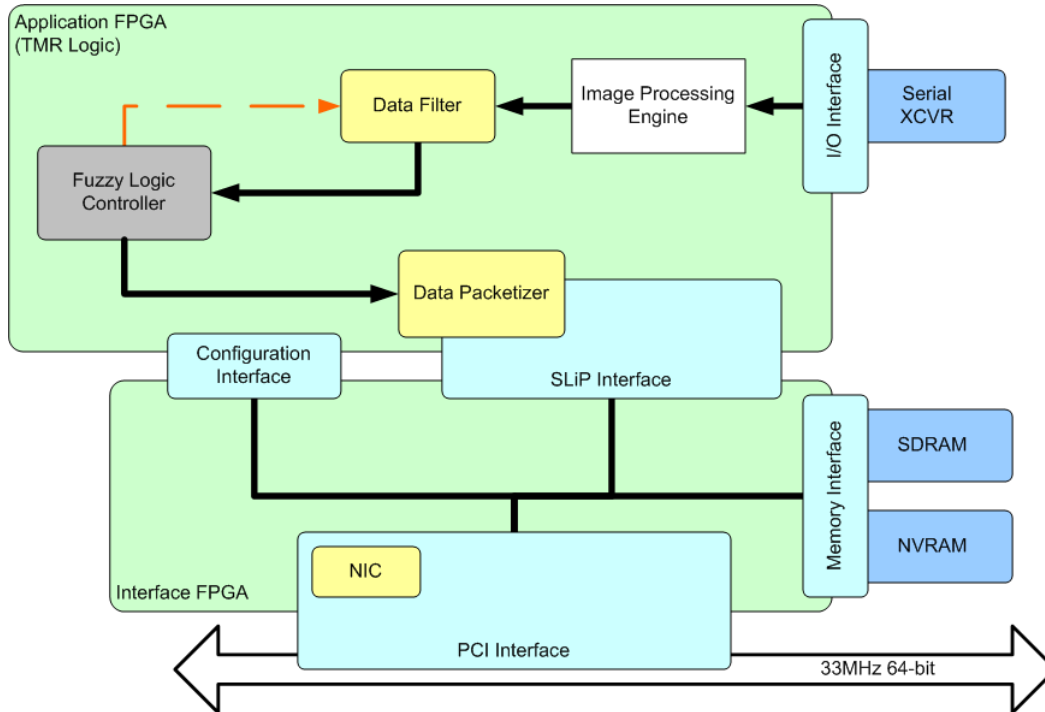 Application FPGA
(TMR Logic)
Data Filter
Image Processing
Engine
I/O Interface
Serial
XCVR
Fuzzy Logic
Controller
Data Packetizer
Configuration
Interface
SLiP Interface
Memory Interface
SDRAM
NVRAM
NIC
Interface FPGA
PCI Interface
33MHz 64-bit